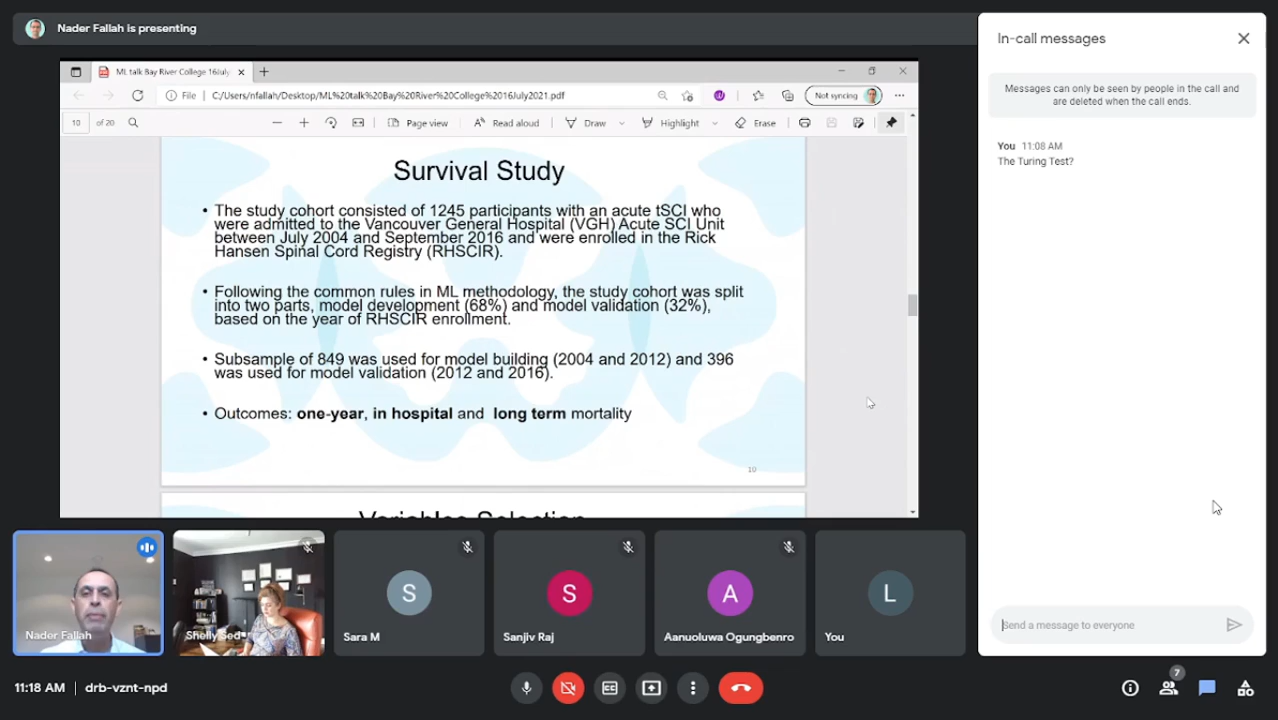 Nader Fallah is presenting
ML talk Bay River College 16July
File
C:/Users/nfallah/Desktop/ML%20talk%20Bay%20River%20College%2016July2021.pdf
Not syncing
10 of 20
Page view
Read aloud
Draw
Highlight
Erase
Survival Study
• The study cohort consisted of 1245 participants with an acute tSCI who
were admitted to the Vancouver General Hospital (VGH) Acute SCI Unit
between July 2004 and September 2016 and were enrolled in the Rick
Hansen Spinal Cord Registry (RHSCIR).
• Following the common rules in ML methodology, the study cohort was split
into two parts, model development (68%) and model validation (32%),
based on the year of RHSCIR enrollment.
• Subsample of 849 was used for model building (2004 and 2012) and 396
was used for model validation (2012 and 2016).
• Outcomes: one-year, in hospital and long term mortality
10
Variables Selection
In-call messages
Messages can only be seen by people in the call and
are deleted when the call ends.
You 11:08 AM
The Turing Test?
Send a message to everyone
Nader Fallah
Shelly Sed
S
Sara M
S
Sanjiv Raj
A
Aanuoluwa Ogungbenro
L
You
11:18 AM | drb-vznt-npd
7